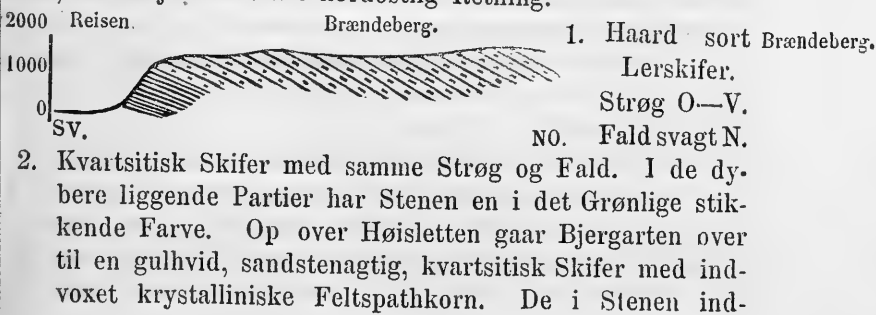 2000 Reisen. Brændeberg.
1. Haard sort Brændeberg.
1000
Lerskifer.
Strøg O—V.
0
SV.
NO. Fald svagt N.
2. Kvartsitisk Skifer med samme Strøg og Fald. I de dy-
bere liggende Partier har Stenen en i det Grønlige stik-
kende Farve. Op over Høisletten gaar Bjergarten over
til en gulhvid, sandstenagtig, kvartsitisk Skifer med ind-
voxet krystalliniske Feltspathkorn. De i Stenen ind-